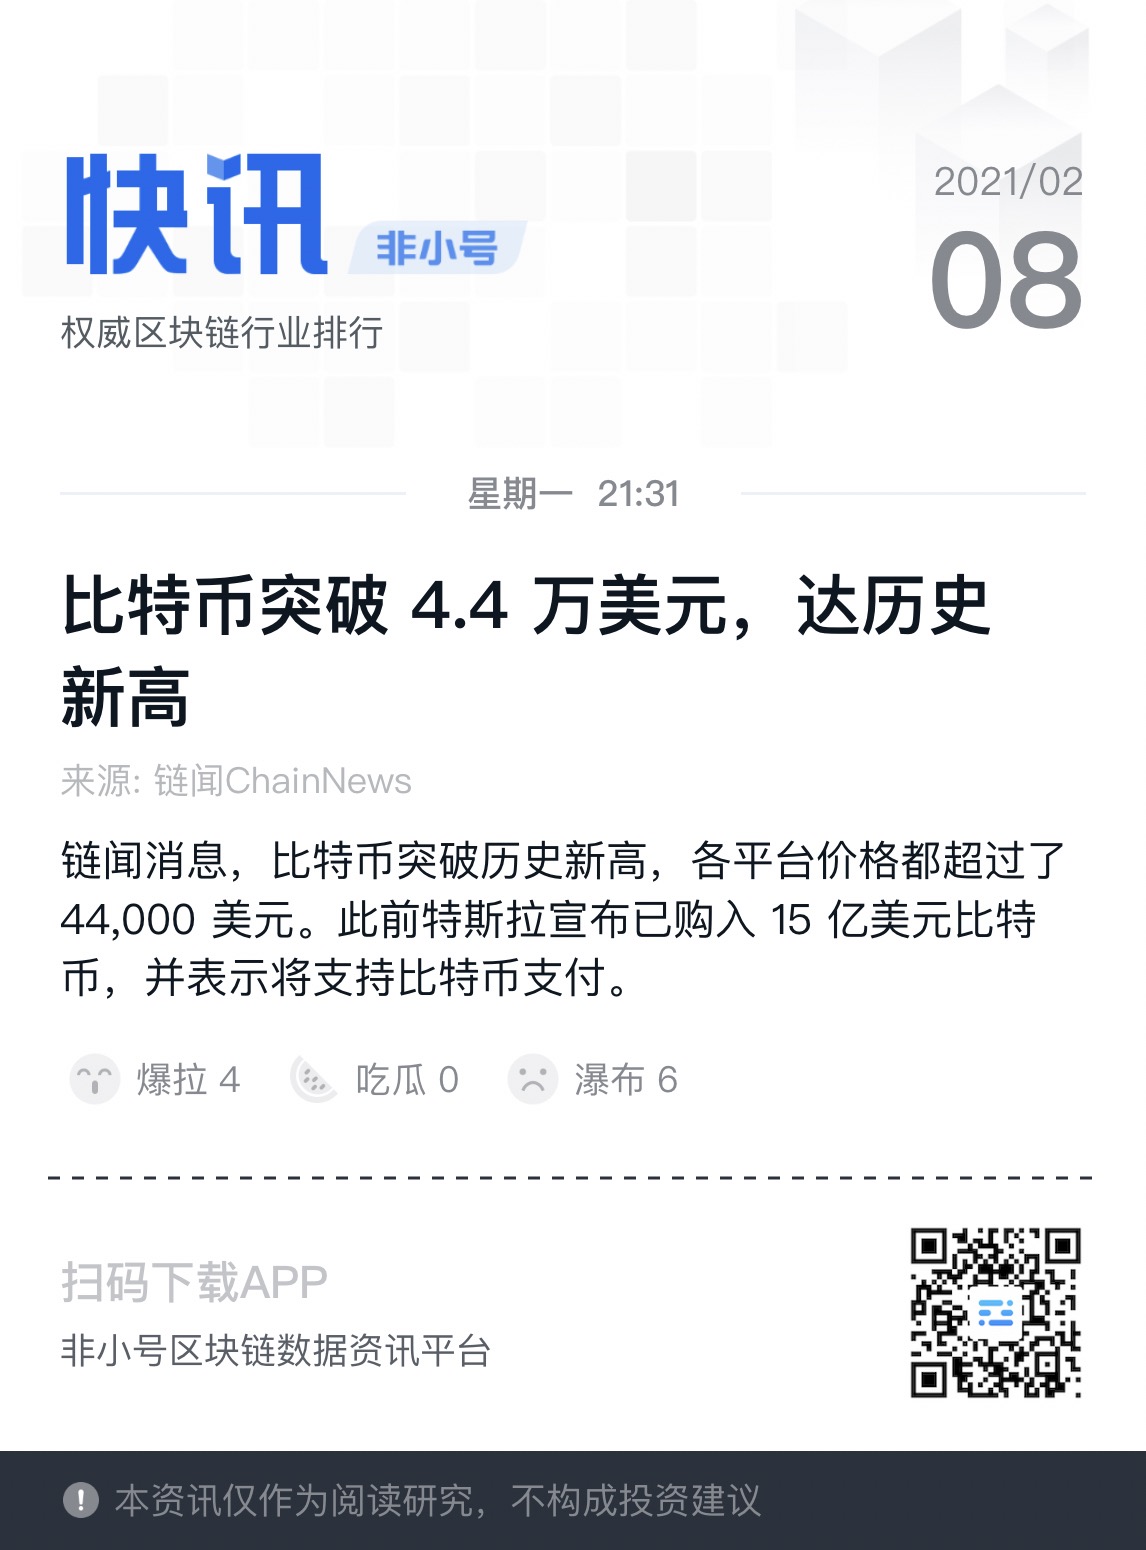 快讯 非小号
2021/02
08
权威区块链行业排行
星期一 21:31
比特币突破 4.4 万美元，达历史
新高
来源: 链闻ChainNews
链闻消息，比特币突破历史新高，各平台价格都超过了
44,000 美元。此前特斯拉宣布已购入 15 亿美元比特
币，并表示将支持比特币支付。
爆拉 4 吃瓜 0 瀑布 6
扫码下载APP
非小号区块链数据资讯平台
本资讯仅作为阅读研究，不构成投资建议